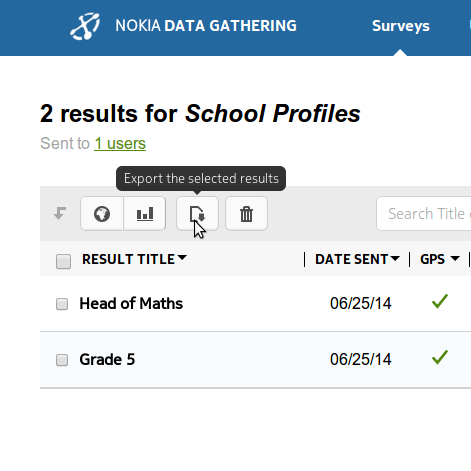 NOKIA DATA GATHERING
Surveys
2 results for School Profiles
Sent to 1 users
Export the selected results
Search Title
RESULT TITLE
DATE SENT
GPS
Head of Maths
06/25/14
Grade 5
06/25/14